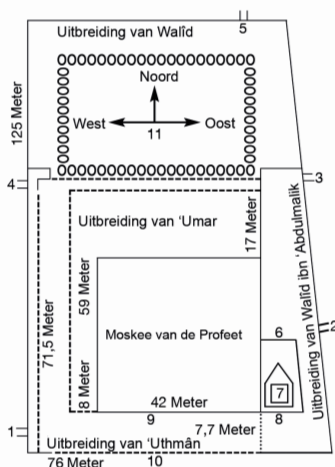 Uitbreiding van Walîd
5
Noord
West
Oost
11
125 Meter
4
3
Uitbreiding van ‘Umar
17 Meter
Uitbreiding van Walîd ibn ‘Abdulmalik
59 Meter
71,5 Meter
Moskee van de Profeet
2
6
7
8 Meter
42 Meter
9
7,7 Meter
8
1
Uitbreiding van ‘Uthmân
76 Meter
10